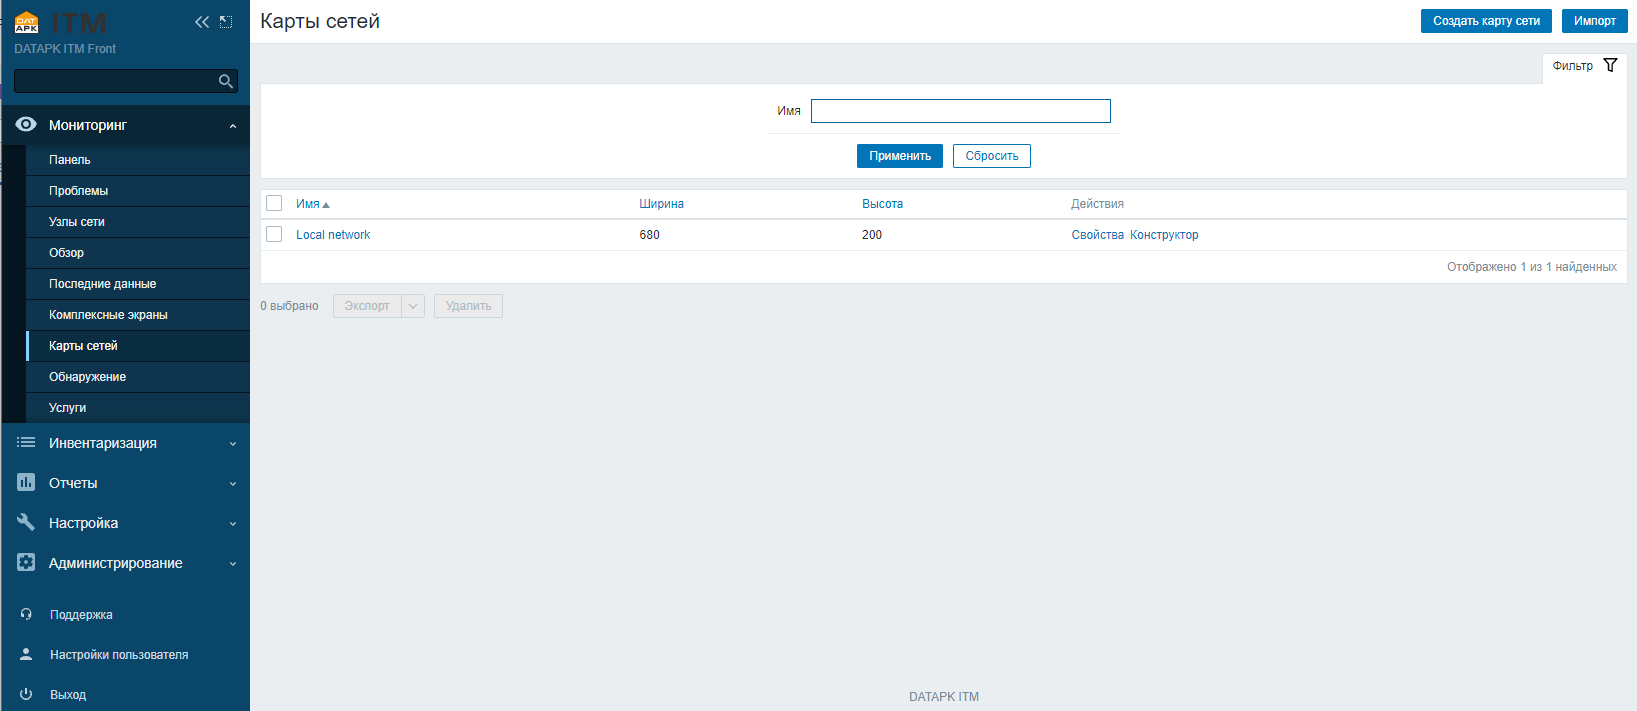 DAT
APK
ITM
DATAPK ITM Front
Мониторинг
Панель
Проблемы
Узлы сети
Обзор
Последние данные
Комплексные экраны
Карты сетей
Обнаружение
Услуги
Инвентаризация
Отчеты
Настройка
Администрирование
Поддержка
Настройки пользователя
Выход
Карты сетей
Создать карту сети Импорт
Фильтр
Имя
Применить Сбросить
Имя Ширина Высота Действия
Local network 680 200 Свойства Конструктор
Отображено 1 из 1 найденных
0 выбрано Экспорт Удалить
DATAPK ITM